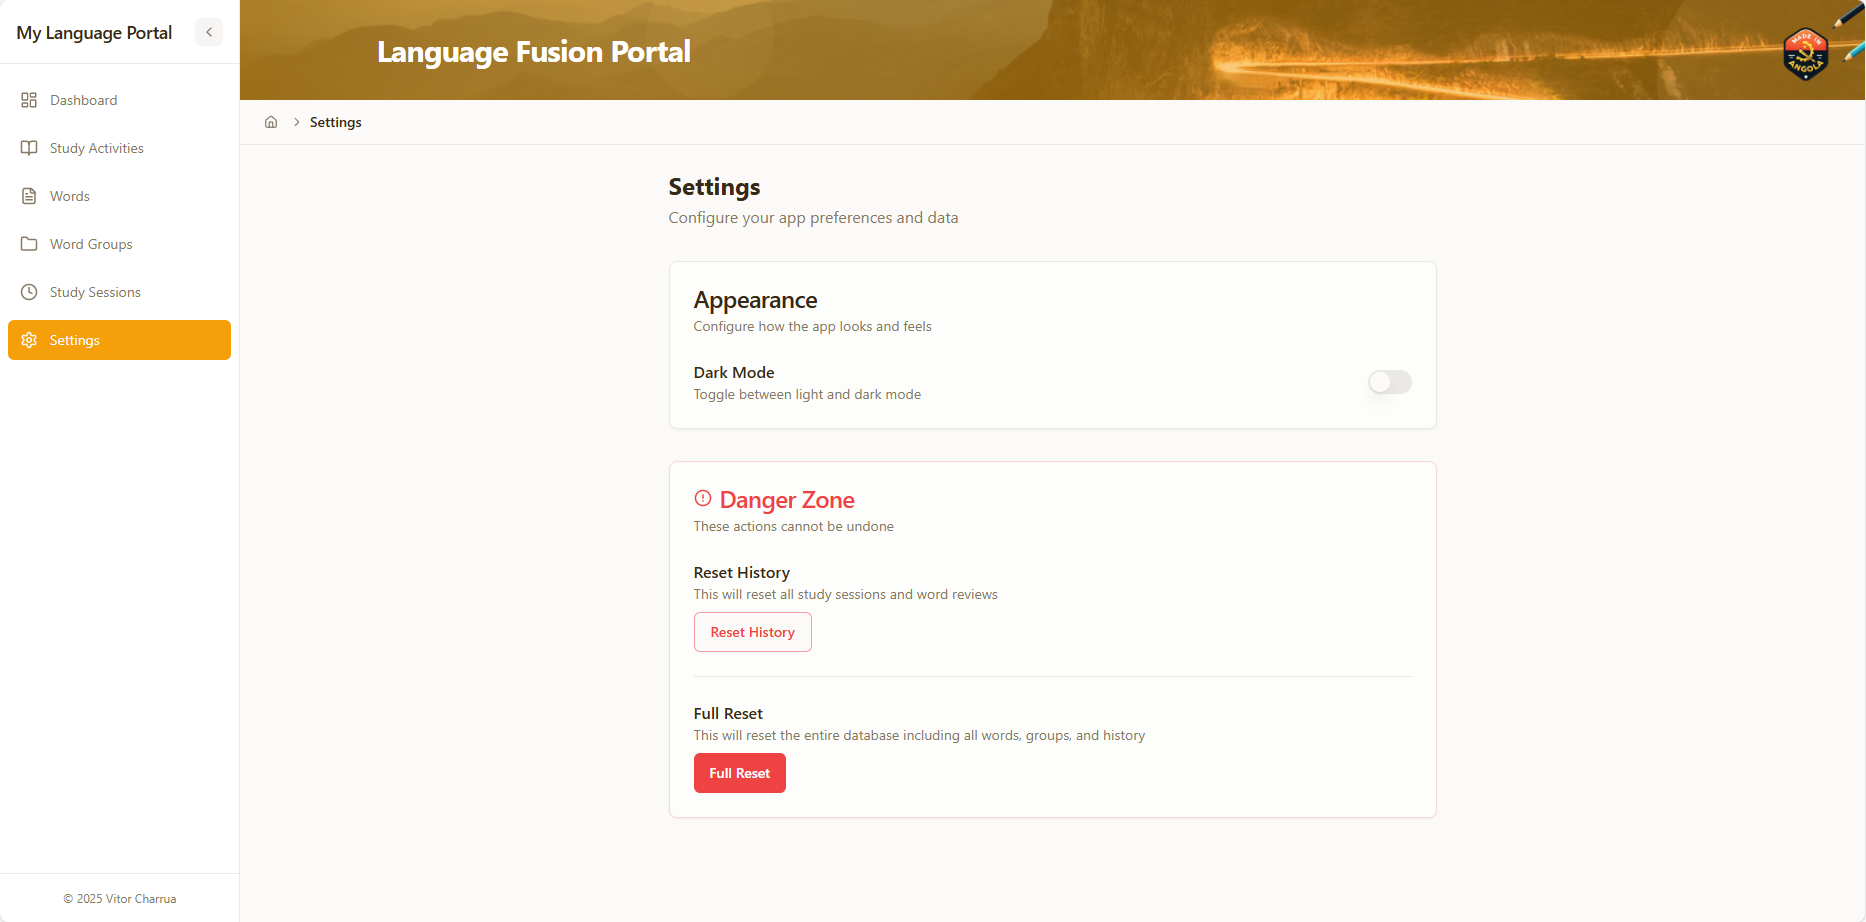 My Language Portal
Dashboard
Study Activities
Words
Word Groups
Study Sessions
Settings
© 2025 Vitor Charrua
Language Fusion Portal
MADE IN
ANGOLA
Settings
Settings
Configure your app preferences and data
Appearance
Configure how the app looks and feels
Dark Mode
Toggle between light and dark mode
Danger Zone
These actions cannot be undone
Reset History
This will reset all study sessions and word reviews
Reset History
Full Reset
This will reset the entire database including all words, groups, and history
Full Reset